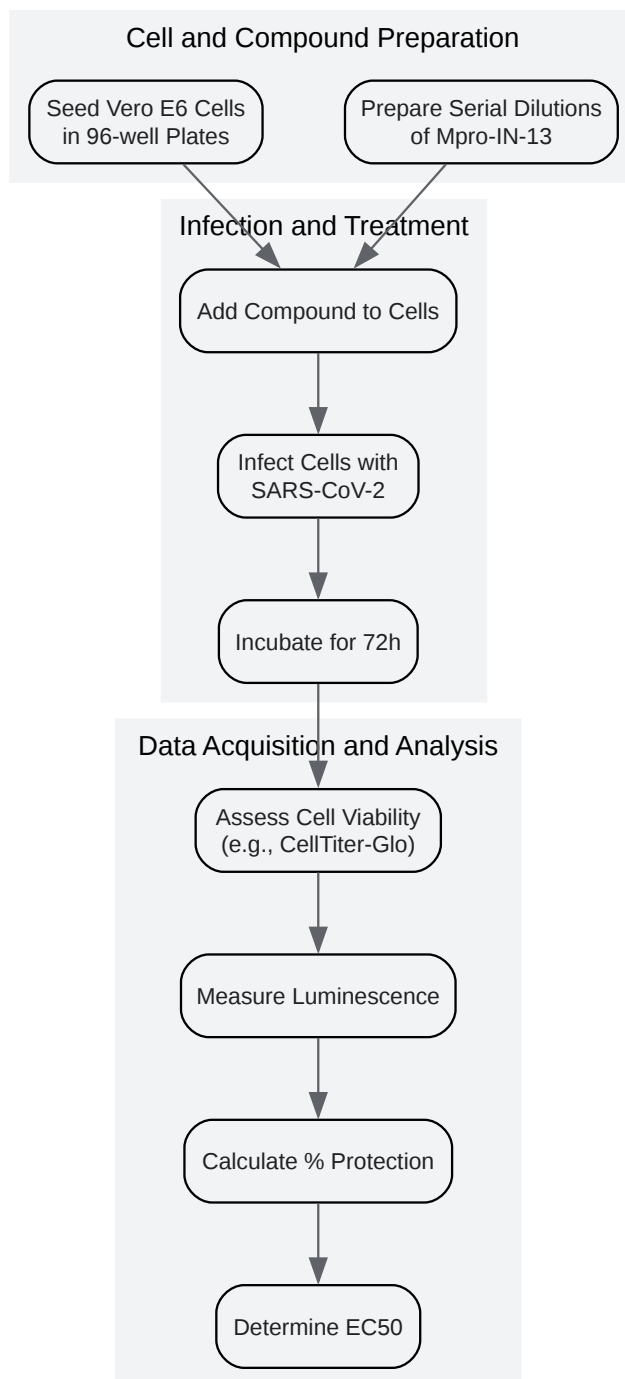 Cell and Compound Preparation
Seed Vero E6 Cells
in 96-well Plates
Prepare Serial Dilutions
of Mpro-IN-13
Infection and Treatment
Add Compound to Cells
Infect Cells with
SARS-CoV-2
Incubate for 72h
Data Acquisition and Analysis
Assess Cell Viability
(e.g., CellTiter-Glo)
Measure Luminescence
Calculate % Protection
Determine EC50